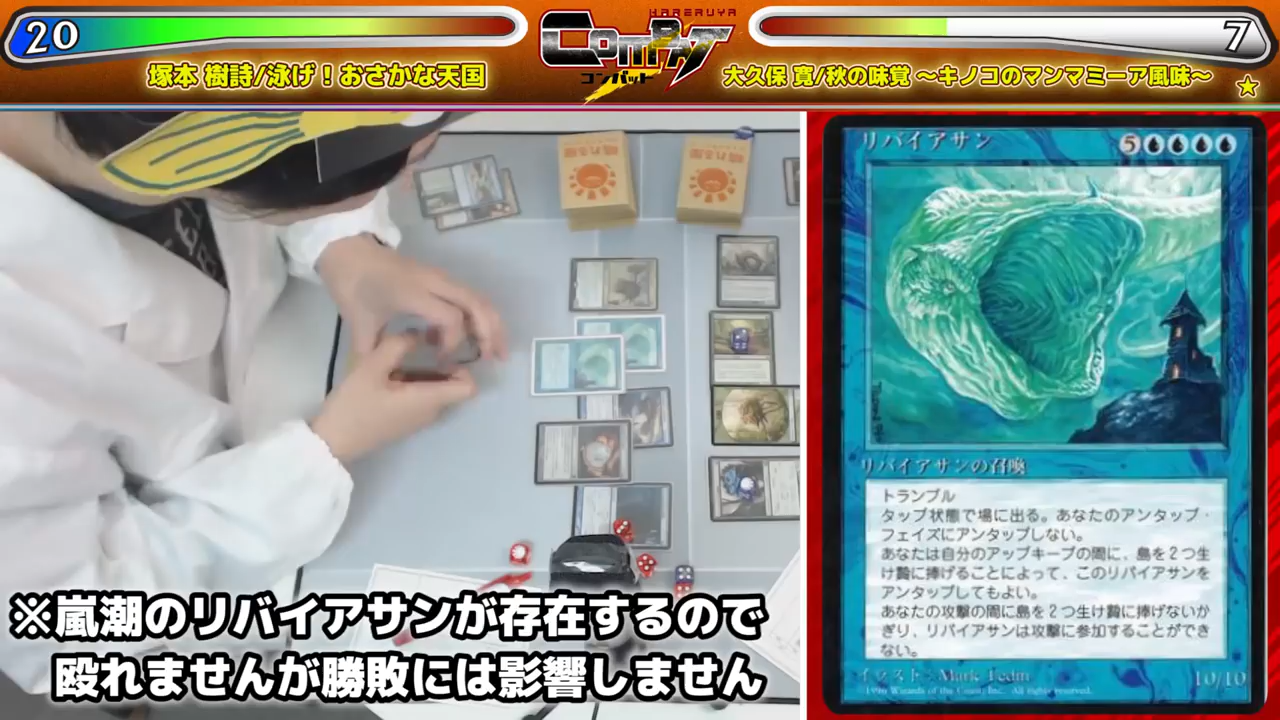 20
HARERUYA
COMBAT
コンバット
7
塚本 樹詩/泳げ！おさかな天国
大久保 寛/秋の味覚 ～キノコのマンマミーア風味～
リバイアサン
5
リバイアサンの召喚
トランプル
タップ状態で場に出る。あなたのアンタップ・
フェイズにアンタップしない。
あなたは自分のアップキープの間に、島を2つ生
け贄に捧げることによって、このリバイアサンを
アンタップしてもよい。
あなたの攻撃の間に島を2つ生け贄に捧げないか
ぎり、リバイアサンは攻撃に参加することができ
ない。
イラスト・Mark Tedin
10/10
1996 Wizards of the Coast, Inc. All rights reserved.
※嵐潮のリバイアサンが存在するので
殴れませんが勝敗には影響しません